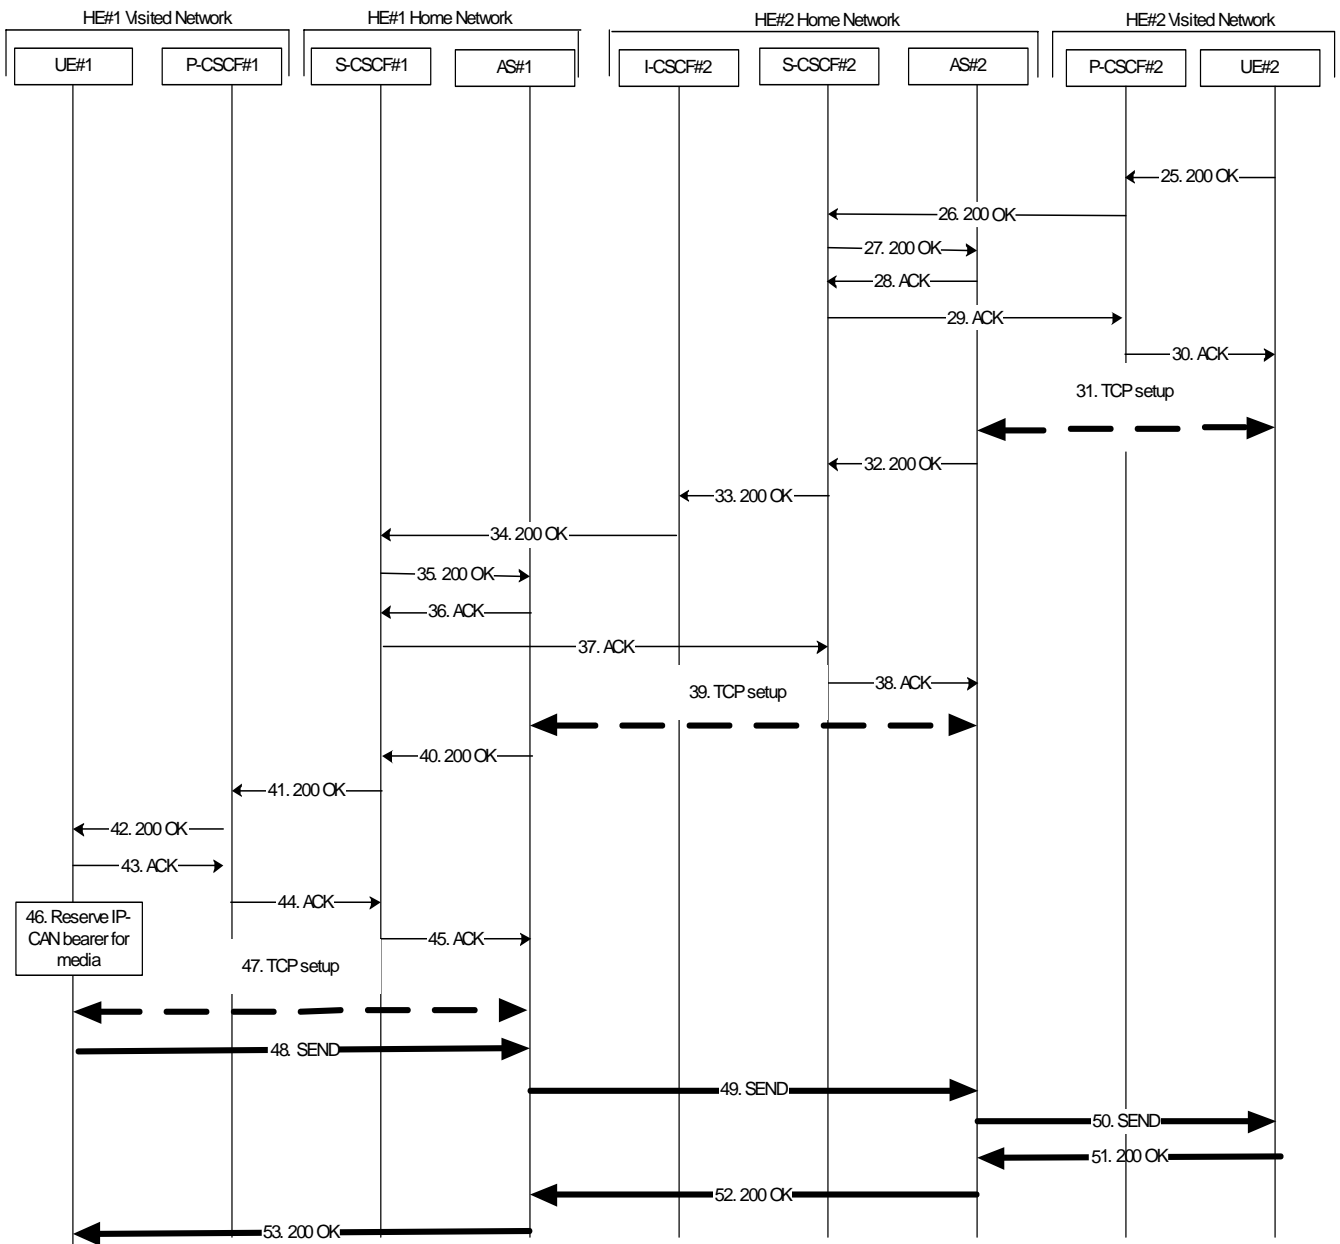 HE#1 Visited Network
HE#1 Home Network
HE#2 Home Network
HE#2 Visited Network
UE#1
P-CSCF#1
S-CSCF#1
AS#1
I-CSCF#2
S-CSCF#2
AS#2
P-CSCF#2
UE#2
25. 200 OK
26. 200 OK
27. 200 OK
28. ACK
29. ACK
30. ACK
31. TCP setup
32. 200 OK
33. 200 OK
34. 200 OK
35. 200 OK
36. ACK
37. ACK
38. ACK
39. TCP setup
40. 200 OK
41. 200 OK
42. 200 OK
43. ACK
44. ACK
46. Reserve IP-
CAN bearer for
media
45. ACK
47. TCP setup
48. SEND
49. SEND
50. SEND
51. 200 OK
52. 200 OK
53. 200 OK